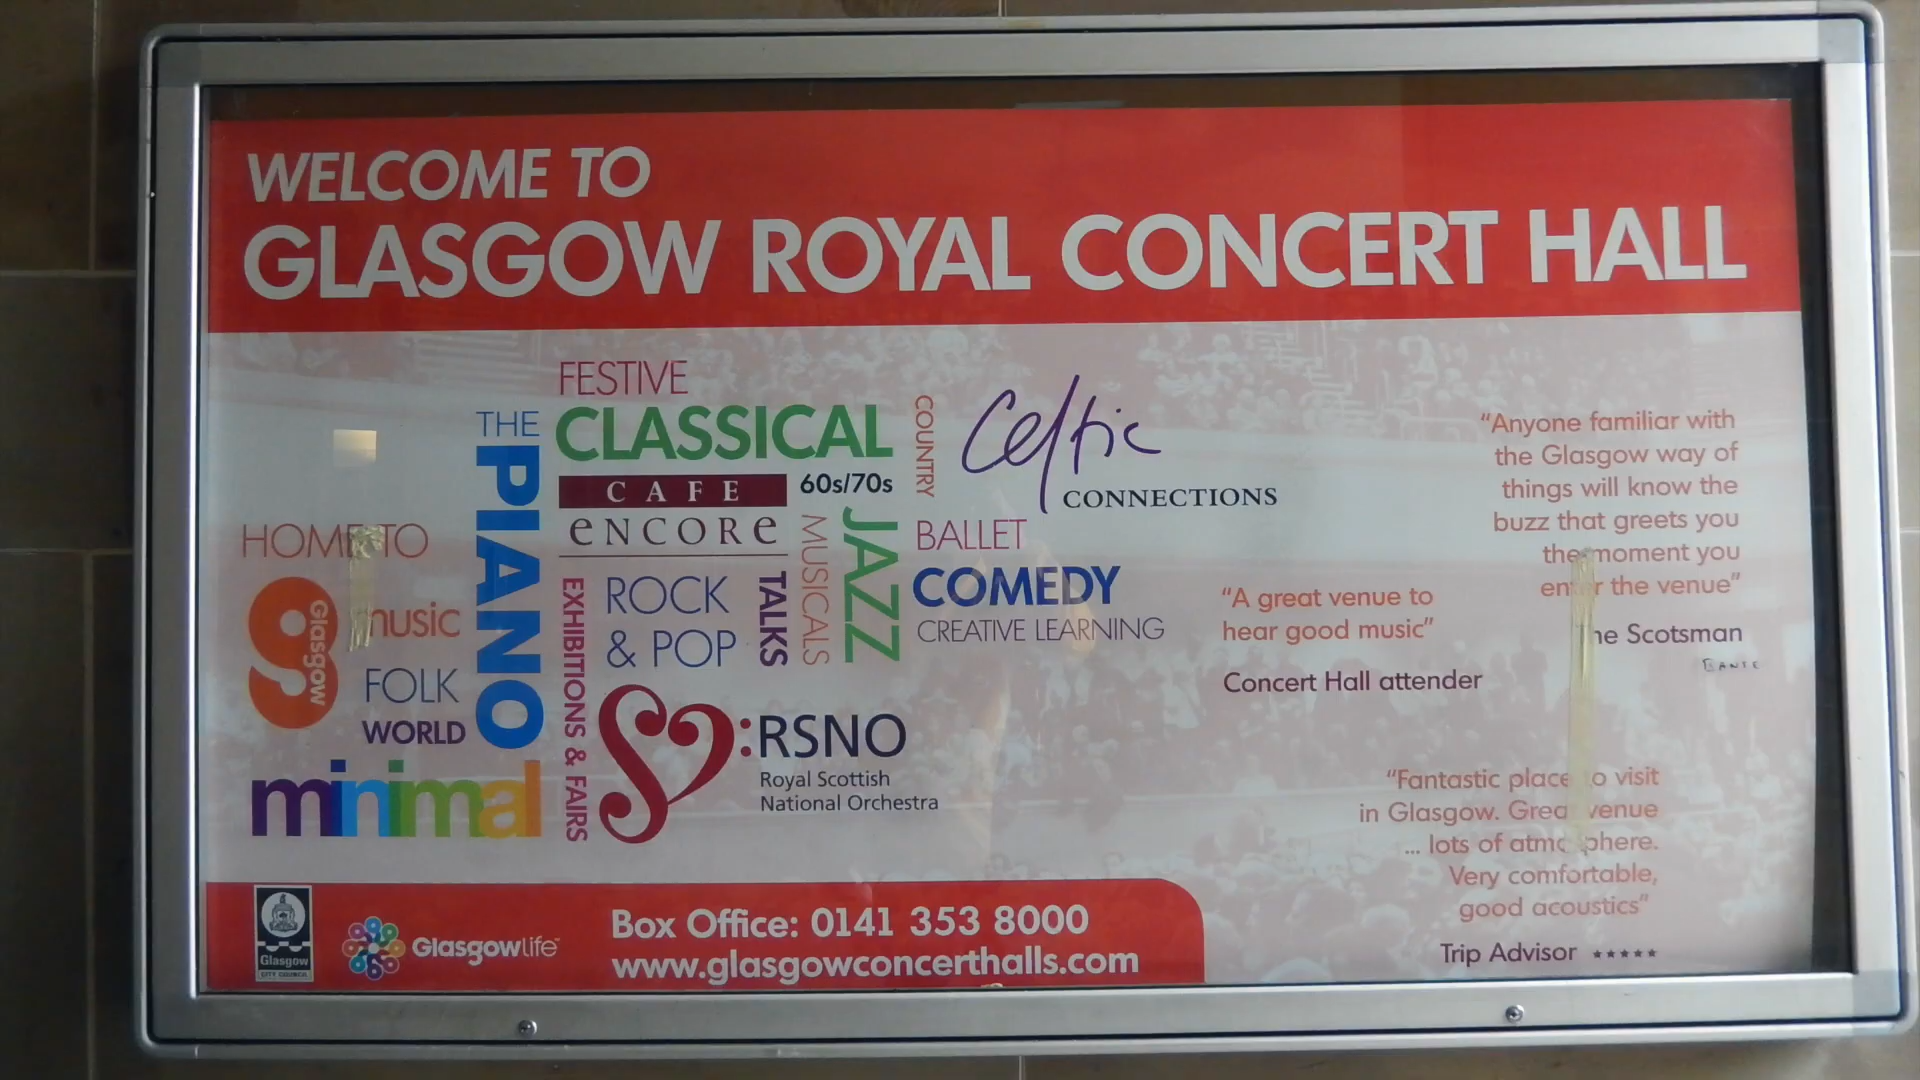 WELCOME TO
GLASGOW ROYAL CONCERT HALL
FESTIVE
THE
CLASSICAL
PIANO
CAFE
ENCORE
60s/70s
COUNTRY
Celtic
CONNECTIONS
HOME TO
Glasgow
music
FOLK
WORLD
minimal
EXHIBITIONS & FAIRS
ROCK
& POP
TALKS
MUSICALS
JAZZ
BALLET
COMEDY
CREATIVE LEARNING
:RSNO
Royal Scottish
National Orchestra
"A great venue to
hear good music"
Concert Hall attender
"Anyone familiar with
the Glasgow way of
things will know the
buzz that greets you
the moment you
enter the venue"
The Scotsman
"Fantastic place to visit
in Glasgow. Great venue
... lots of atmosphere.
Very comfortable,
good acoustics"
Trip Advisor *****
Glasgow
CITY COUNCIL
Glasgowlife
Box Office: 0141 353 8000
www.glasgowconcerthalls.com